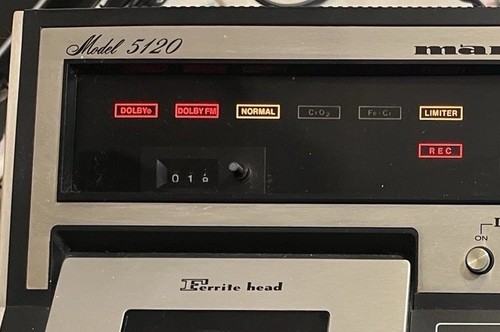 Model 5120
DOLBY DOLBY FM NORMAL CrO2 Fe-Cr LIMITER
REC
01
ON
Ferrite head